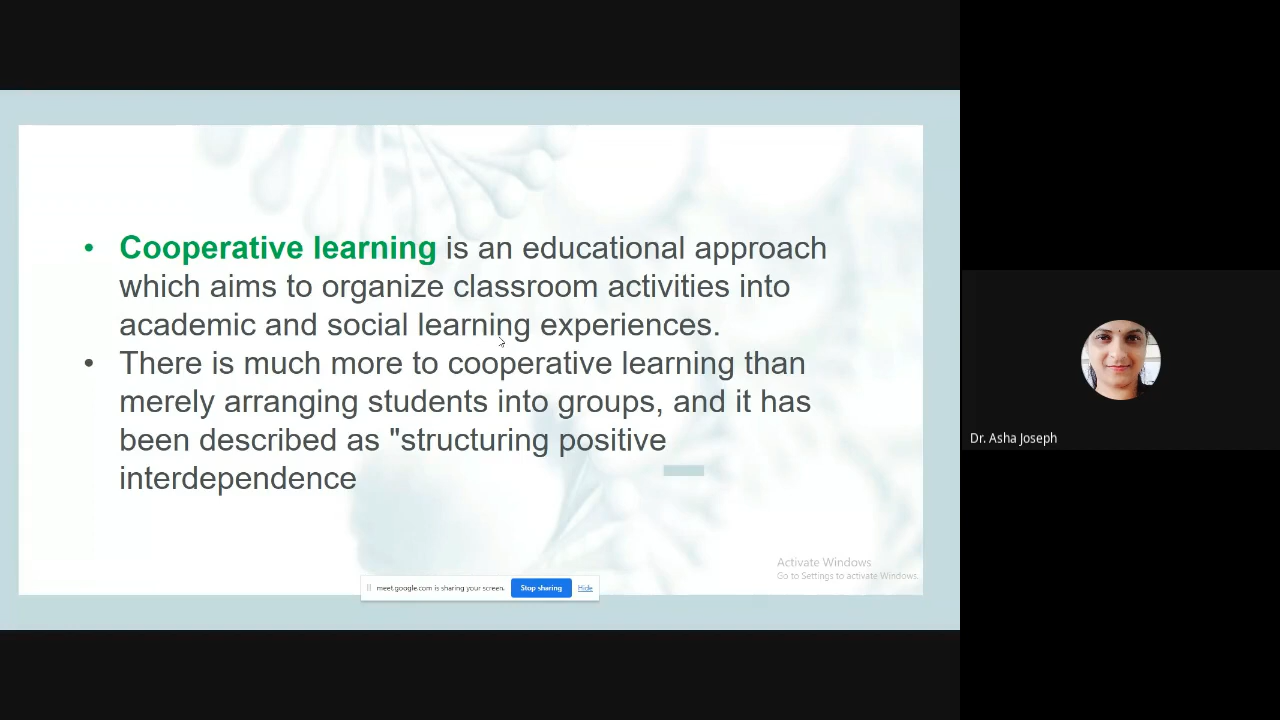 • Cooperative learning is an educational approach
which aims to organize classroom activities into
academic and social learning experiences.
• There is much more to cooperative learning than
merely arranging students into groups, and it has
been described as "structuring positive
interdependence
Activate Windows
Go to Settings to activate Windows.
meet.google.com is sharing your screen. Stop sharing Hide
Dr. Asha Joseph